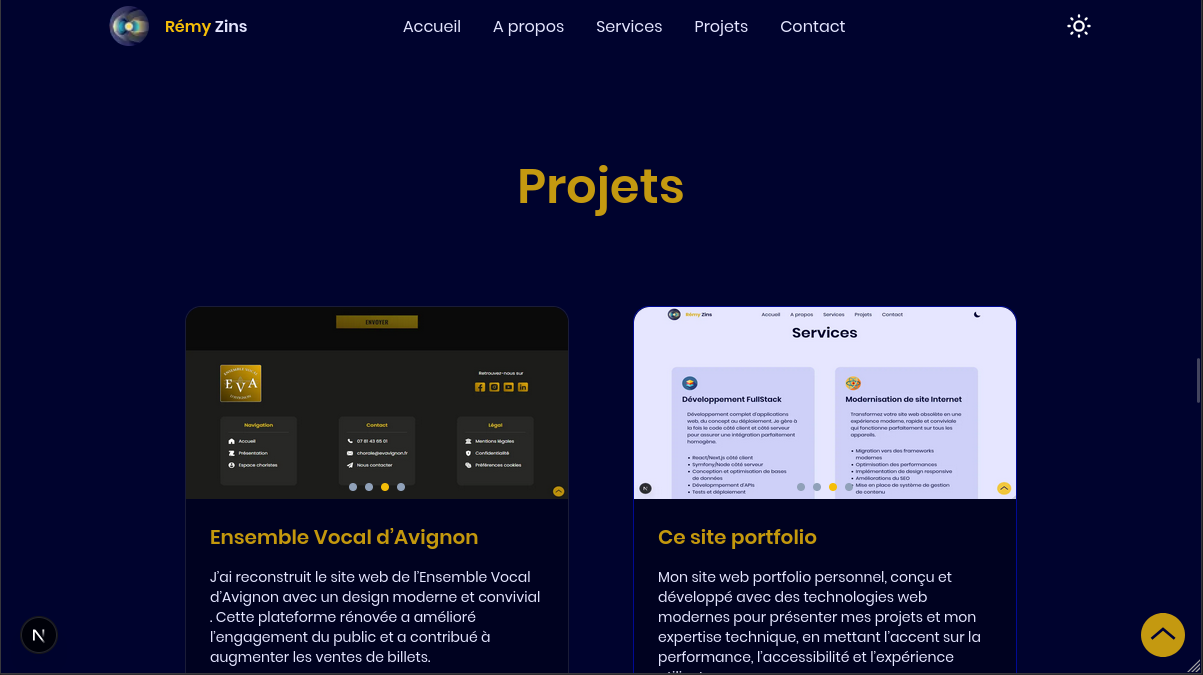 Rémy Zins
Accueil A propos Services Projets Contact
Projets
ENVOYER
ENSEMBLE VOCAL
EVA
D'AVIGNON
Retrouvez-nous sur
Navigation
Accueil
Présentation
Espace choristes
Contact
07 81 43 65 01
chorale@evavignon.fr
Nous contacter
Légal
Mentions légales
Confidentialité
Préférences cookies
Rémy Zins
Accueil A propos Services Projets Contact
Services
Développement FullStack
Développement complet d'applications
web, du concept au déploiement. Je gère à
la fois le code côté client et côté serveur
pour assurer une intégration parfaitement
homogène.
React/Next.js côté client
Symfony/Node côté serveur
Conception et optimisation de bases
de données
Développement d'APIs
Tests et déploiement
Modernisation de site Internet
Transformez votre site web obsolète en une
expérience moderne, rapide et conviviale
qui fonctionne parfaitement sur tous les
appareils.
Migration vers des frameworks
modernes
Optimisation des performances
Implémentation de design responsive
Améliorations du SEO
Mise en place de système de gestion
de contenu
N
Ensemble Vocal d’Avignon
J’ai reconstruit le site web de l’Ensemble Vocal
d’Avignon avec un design moderne et convivial
. Cette plateforme rénovée a amélioré
l’engagement du public et a contribué à
augmenter les ventes de billets.
Ce site portfolio
Mon site web portfolio personnel, conçu et
développé avec des technologies web
modernes pour présenter mes projets et mon
expertise technique, en mettant l’accent sur la
performance, l’accessibilité et l’expérience
N